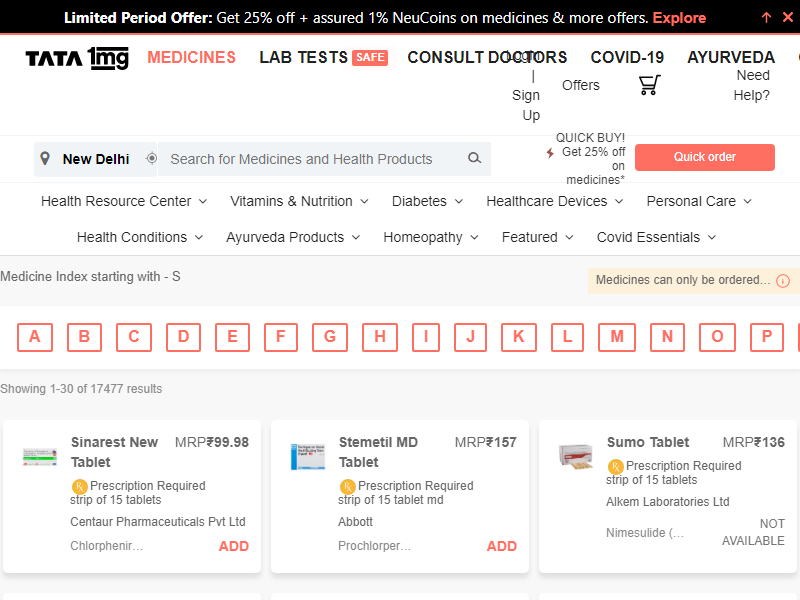 Limited Period Offer: Get 25% off + assured 1% NeuCoins on medicines & more offers. Explore
TATA 1mg
MEDICINES LAB TESTS SAFE CONSULT DOCTORS COVID-19 AYURVEDA
Login
|
Sign
Up
Offers
Need
Help?
New Delhi
Search for Medicines and Health Products
QUICK BUY!
Get 25% off
on
medicines*
Quick order
Health Resource Center Vitamins & Nutrition Diabetes Healthcare Devices Personal Care
Health Conditions Ayurveda Products Homeopathy Featured Covid Essentials
Medicine Index starting with - S
Medicines can only be ordered...
A B C D E F G H I J K L M N O P
Showing 1-30 of 17477 results
Sinarest New
Tablet
MRP₹99.98
Prescription Required
strip of 15 tablets
Centaur Pharmaceuticals Pvt Ltd
Chlorphenir…
ADD
Stemetil MD
Tablet
MRP₹157
Prescription Required
strip of 15 tablet md
Abbott
Prochlorper…
ADD
Sumo Tablet
MRP₹136
Prescription Required
strip of 15 tablets
Alkem Laboratories Ltd
Nimesulide (…
NOT
AVAILABLE